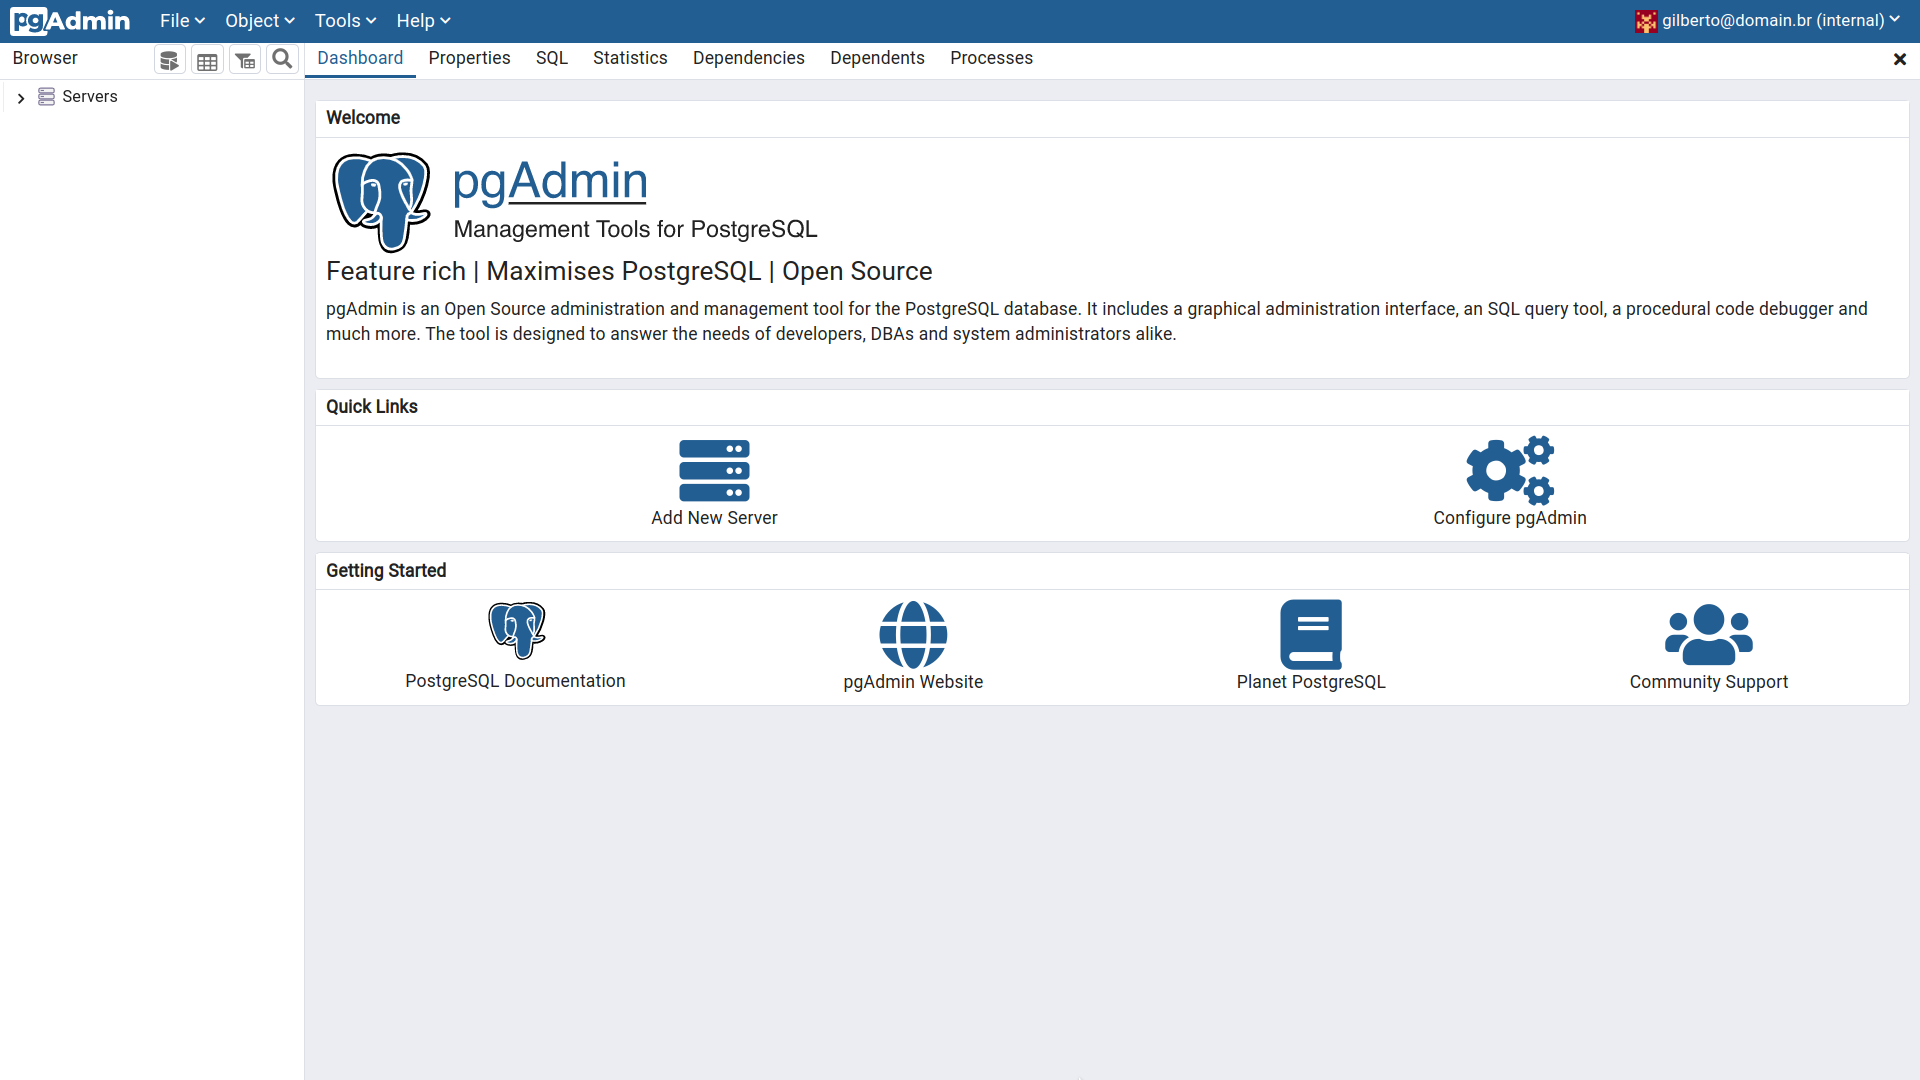 pgAdmin File Object Tools Help gilberto@domain.br (internal)
Browser Dashboard Properties SQL Statistics Dependencies Dependents Processes
Servers
Welcome
pgAdmin
Management Tools for PostgreSQL
Feature rich | Maximises PostgreSQL | Open Source
pgAdmin is an Open Source administration and management tool for the PostgreSQL database. It includes a graphical administration interface, an SQL query tool, a procedural code debugger and
much more. The tool is designed to answer the needs of developers, DBAs and system administrators alike.
Quick Links
Add New Server Configure pgAdmin
Getting Started
PostgreSQL Documentation pgAdmin Website Planet PostgreSQL Community Support